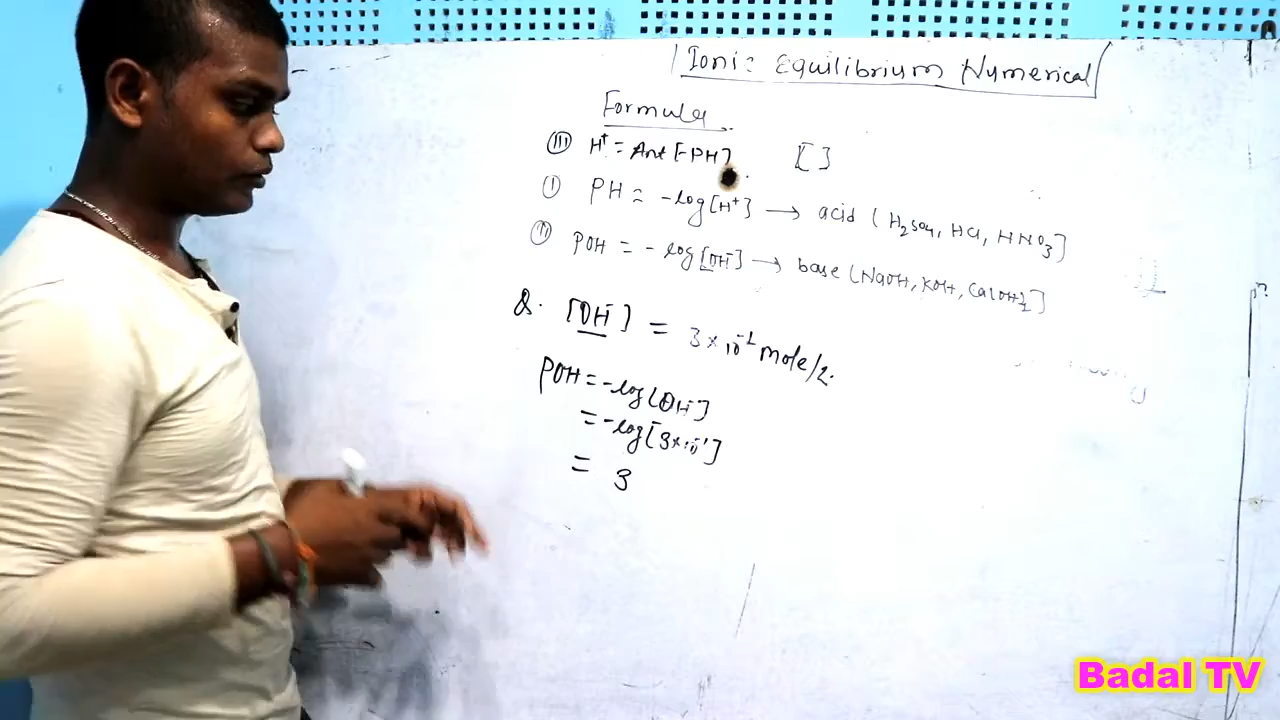 Ionic Equilibrium Numerical
Formula
(III) H⁺ = Ant [-PH] [ ]
(I) PH = -log[H⁺] → acid (H₂SO₄, HCl, HNO₃]
(II) POH = -log[OH⁻] → base (NaOH, KOH, Ca(OH)₂]
Q. [OH⁻] = 3×10⁻² mole/L.
POH = -log[OH⁻]
= -log[3×10⁻¹]
= 3
Badal TV